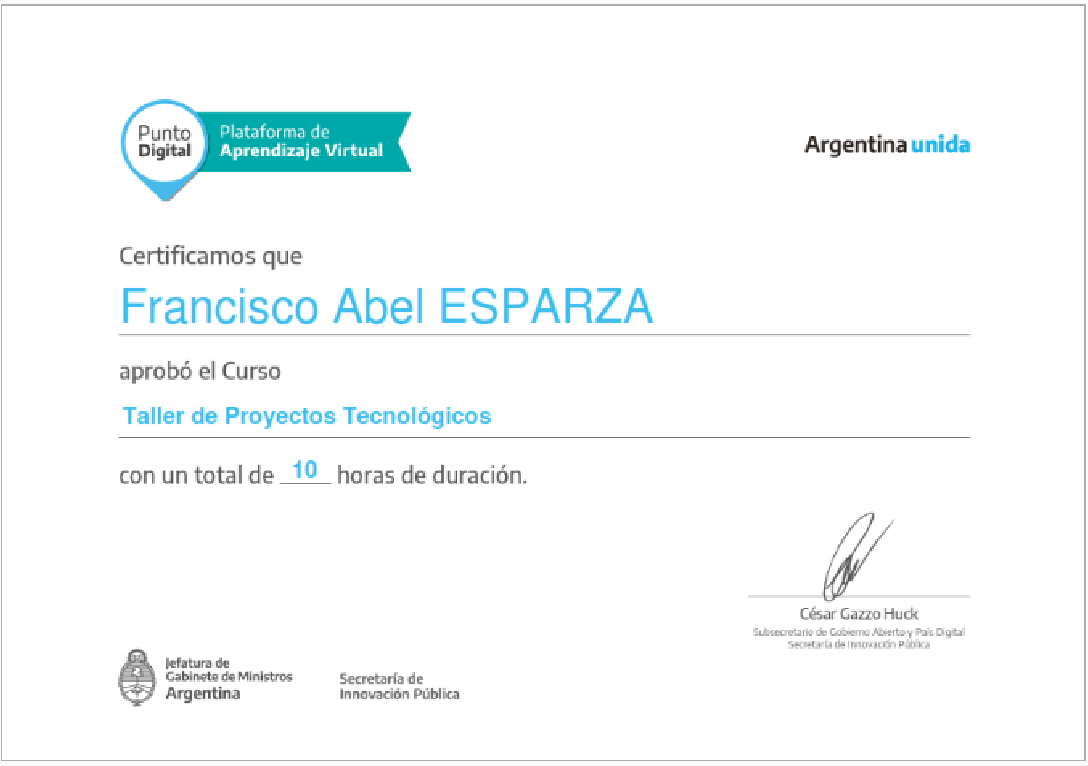 Punto
Digital
Plataforma de
Aprendizaje Virtual
Argentina unida
Certificamos que
Francisco Abel ESPARZA
aprobó el Curso
Taller de Proyectos Tecnológicos
con un total de 10 horas de duración.
César Gazzo Huck
Subsecretario de Gobierno Abierto y País Digital
Secretaría de Innovación Pública
Jefatura de
Gabinete de Ministros
Argentina
Secretaría de
Innovación Pública